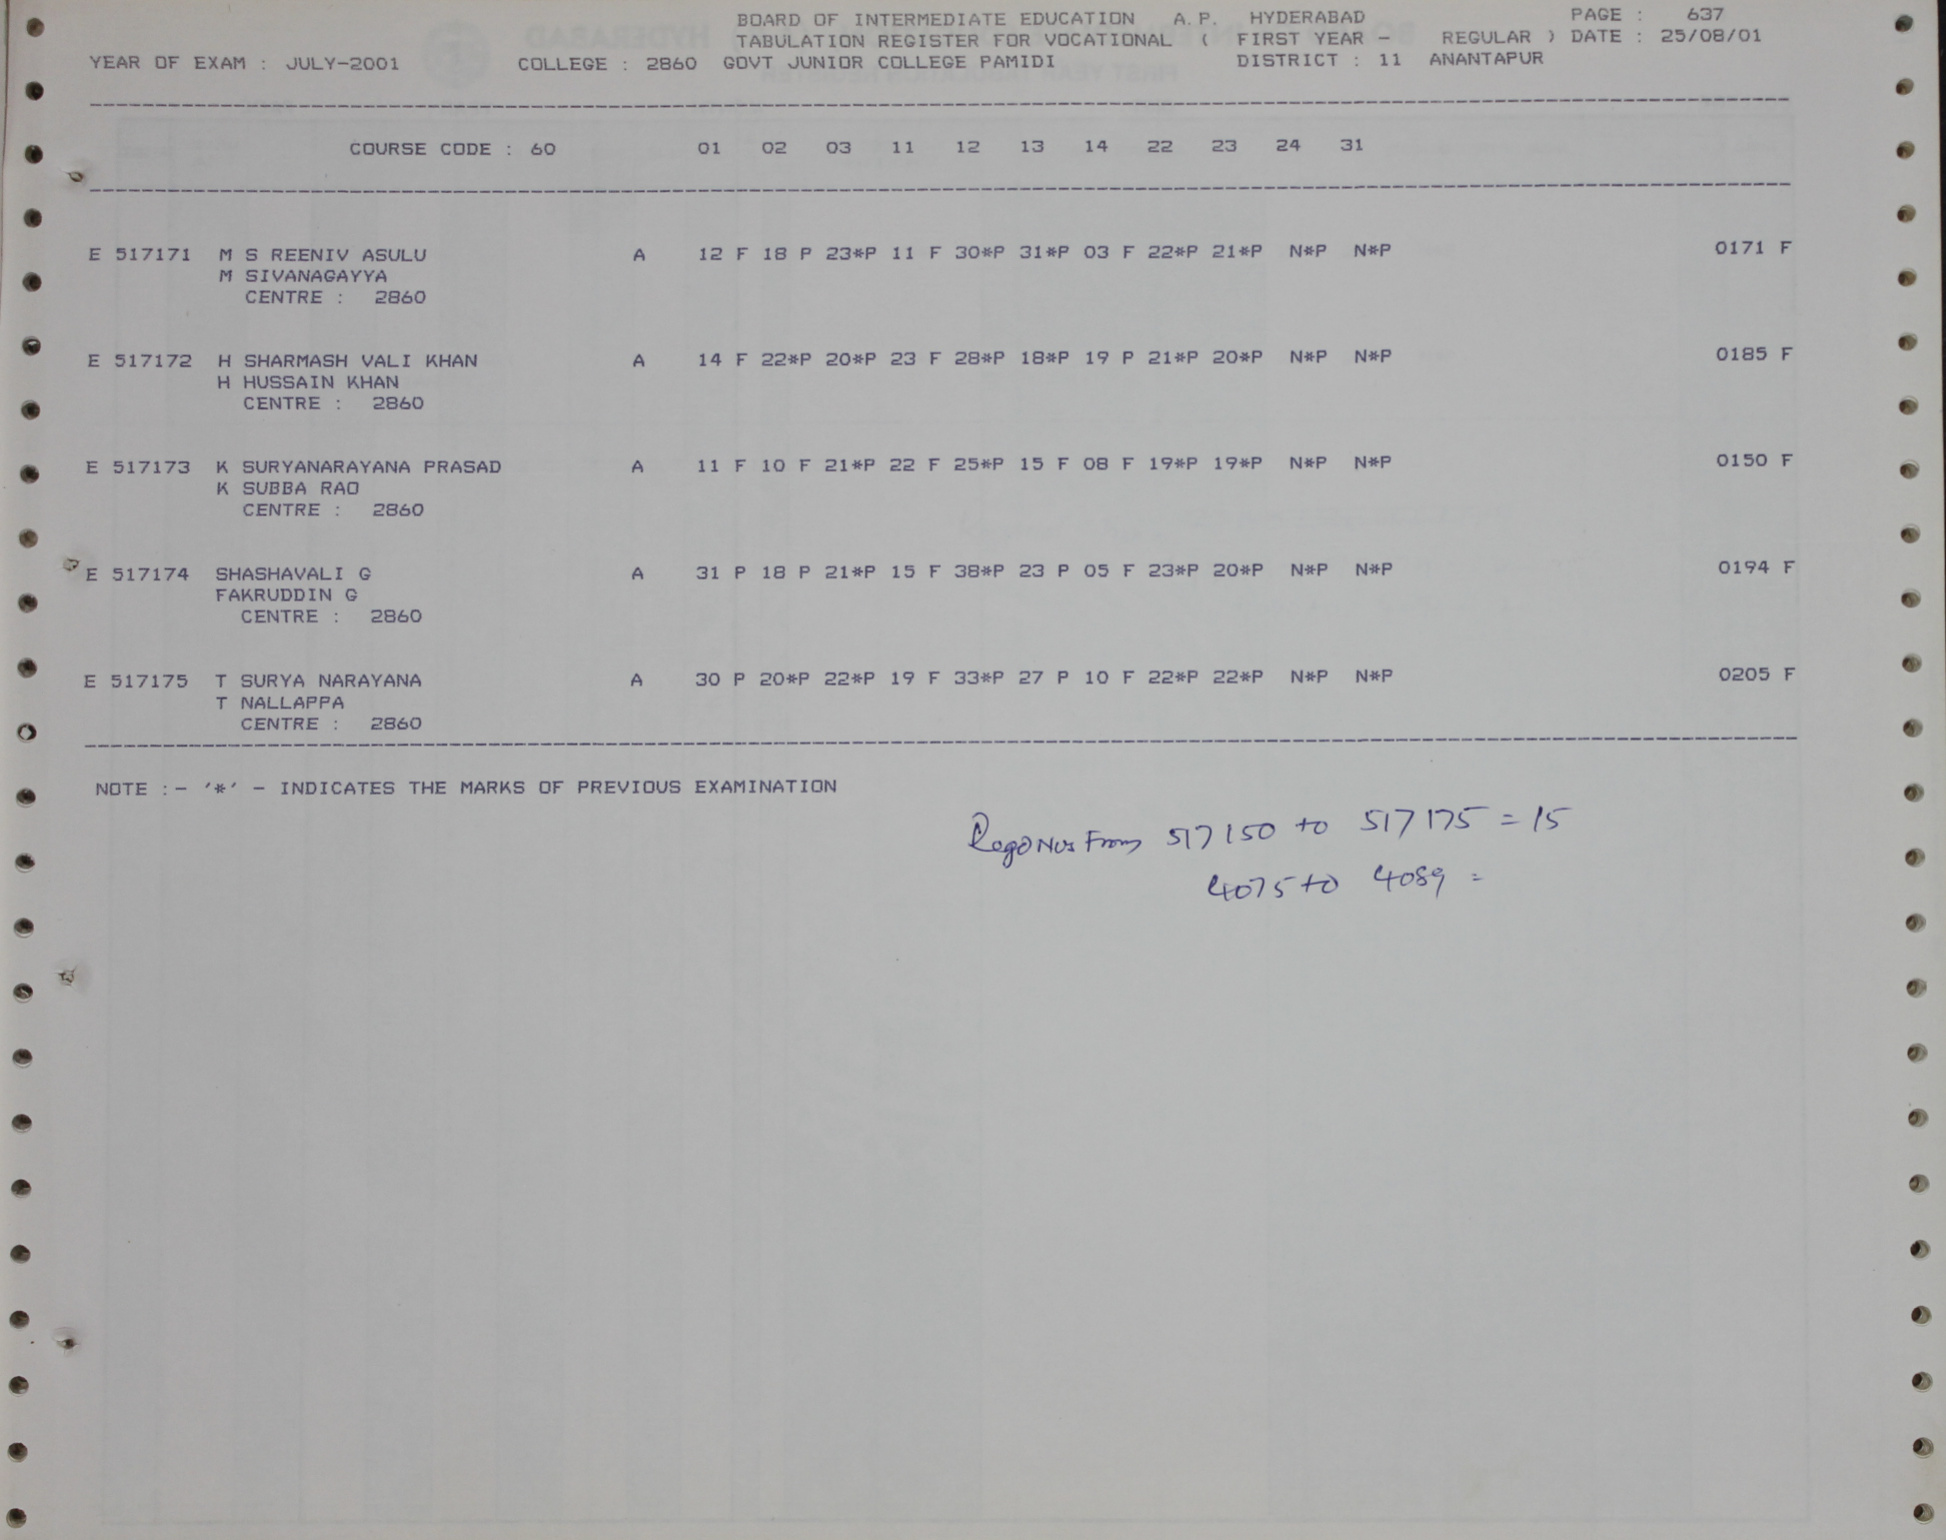 BOARD OF INTERMEDIATE EDUCATION A.P. HYDERABAD PAGE : 637
TABULATION REGISTER FOR VOCATIONAL ( FIRST YEAR - REGULAR ) DATE : 25/08/01
YEAR OF EXAM : JULY-2001 COLLEGE : 2860 GOVT JUNIOR COLLEGE PAMIDI DISTRICT : 11 ANANTAPUR
COURSE CODE : 60 01 02 03 11 12 13 14 22 23 24 31
E 517171 M S REENIV ASULU A 12 F 18 P 23*P 11 F 30*P 31*P 03 F 22*P 21*P N*P N*P 0171 F
M SIVANAGAYYA
CENTRE : 2860
E 517172 H SHARMASH VALI KHAN A 14 F 22*P 20*P 23 F 28*P 18*P 19 P 21*P 20*P N*P N*P 0185 F
H HUSSAIN KHAN
CENTRE : 2860
E 517173 K SURYANARAYANA PRASAD A 11 F 10 F 21*P 22 F 25*P 15 F 08 F 19*P 19*P N*P N*P 0150 F
K SUBBA RAO
CENTRE : 2860
E 517174 SHASHAVALI G A 31 P 18 P 21*P 15 F 38*P 23 P 05 F 23*P 20*P N*P N*P 0194 F
FAKRUDDIN G
CENTRE : 2860
E 517175 T SURYA NARAYANA A 30 P 20*P 22*P 19 F 33*P 27 P 10 F 22*P 22*P N*P N*P 0205 F
T NALLAPPA
CENTRE : 2860
NOTE :- '*' - INDICATES THE MARKS OF PREVIOUS EXAMINATION
From 517150 to 517175 = 15
4075 to 4089 =